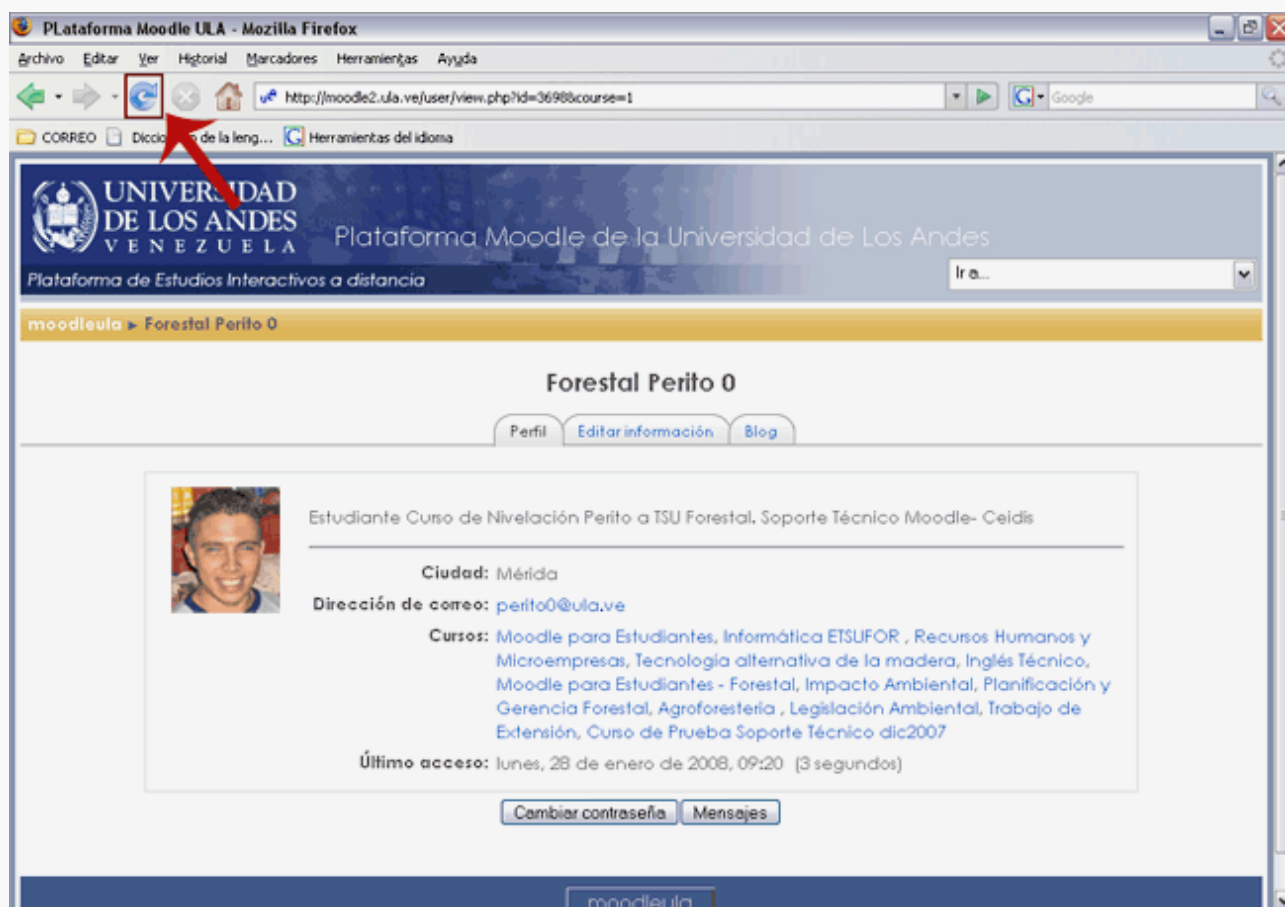 PLataforma Moodle ULA - Mozilla Firefox
Archivo Editar Ver Historial Marcadores Herramientas Ayuda
http://moodle2.ula.ve/user/view.php?id=3698&course=1 Google
CORREO de la leng... Herramientas del idioma
UNIVERSIDAD
DE LOS ANDES
VENEZUELA
Plataforma Moodle de la Universidad de Los Andes
Plataforma de Estudios Interactivos a distancia
Ir a...
moodleula ► Forestal Perito 0
Forestal Perito 0
Perfil Editar información Blog
Estudiante Curso de Nivelación Perito a TSU Forestal. Soporte Técnico Moodle- Ceidis
Ciudad: Mérida
Dirección de correo: perito0@ula.ve
Cursos: Moodle para Estudiantes, Informática ETSUFOR , Recursos Humanos y
Microempresas, Tecnología alternativa de la madera, Inglés Técnico,
Moodle para Estudiantes - Forestal, Impacto Ambiental, Planificación y
Gerencia Forestal, Agroforesteria , Legislación Ambiental, Trabajo de
Extensión, Curso de Prueba Soporte Técnico dic2007
Último acceso: lunes, 28 de enero de 2008, 09:20 (3 segundos)
Cambiar contraseña Mensajes
moodleula